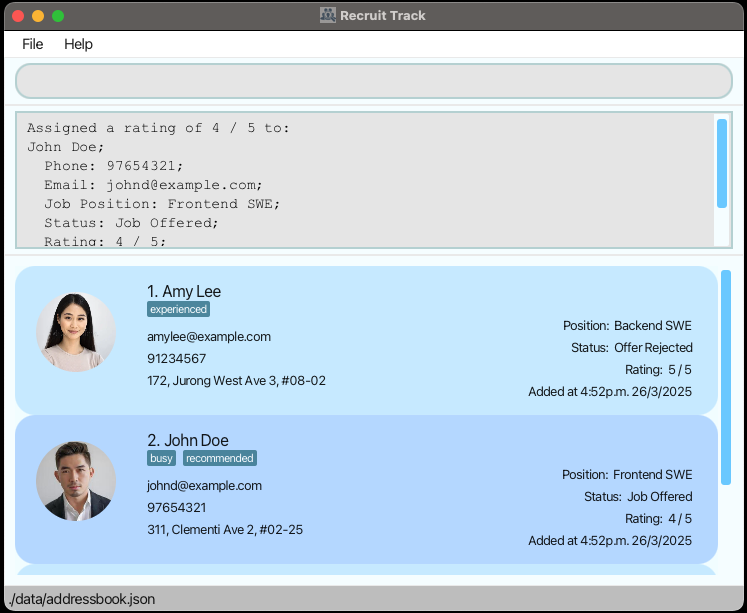 Recruit Track
File Help
Assigned a rating of 4 / 5 to:
John Doe;
Phone: 97654321;
Email: johnd@example.com;
Job Position: Frontend SWE;
Status: Job Offered;
Rating: 4 / 5;
1. Amy Lee
experienced
amylee@example.com
91234567
172, Jurong West Ave 3, #08-02
Position: Backend SWE
Status: Offer Rejected
Rating: 5 / 5
Added at 4:52p.m. 26/3/2025
2. John Doe
busy recommended
johnd@example.com
97654321
311, Clementi Ave 2, #02-25
Position: Frontend SWE
Status: Job Offered
Rating: 4 / 5
Added at 4:52p.m. 26/3/2025
./data/addressbook.json